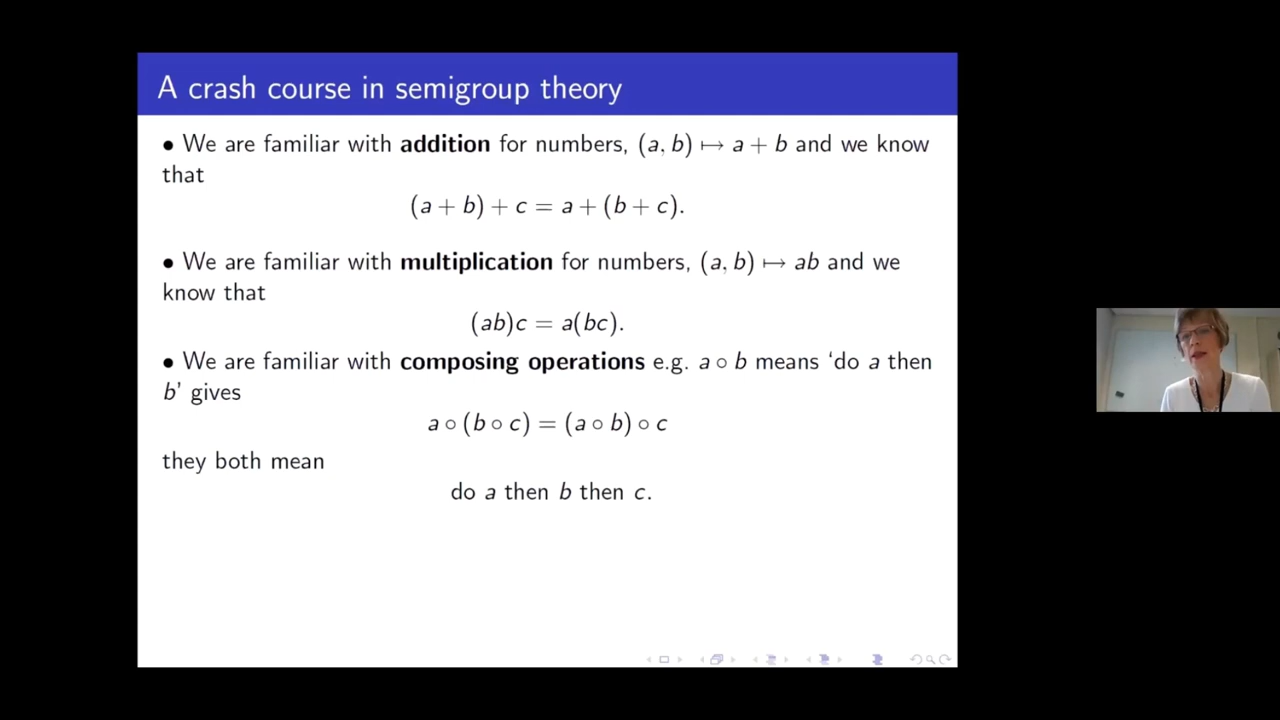 A crash course in semigroup theory
• We are familiar with addition for numbers, (a, b) ↦ a + b and we know
that
(a + b) + c = a + (b + c).
• We are familiar with multiplication for numbers, (a, b) ↦ ab and we
know that
(ab)c = a(bc).
• We are familiar with composing operations e.g. a ∘ b means ‘do a then
b’ gives
a ∘ (b ∘ c) = (a ∘ b) ∘ c
they both mean
do a then b then c.